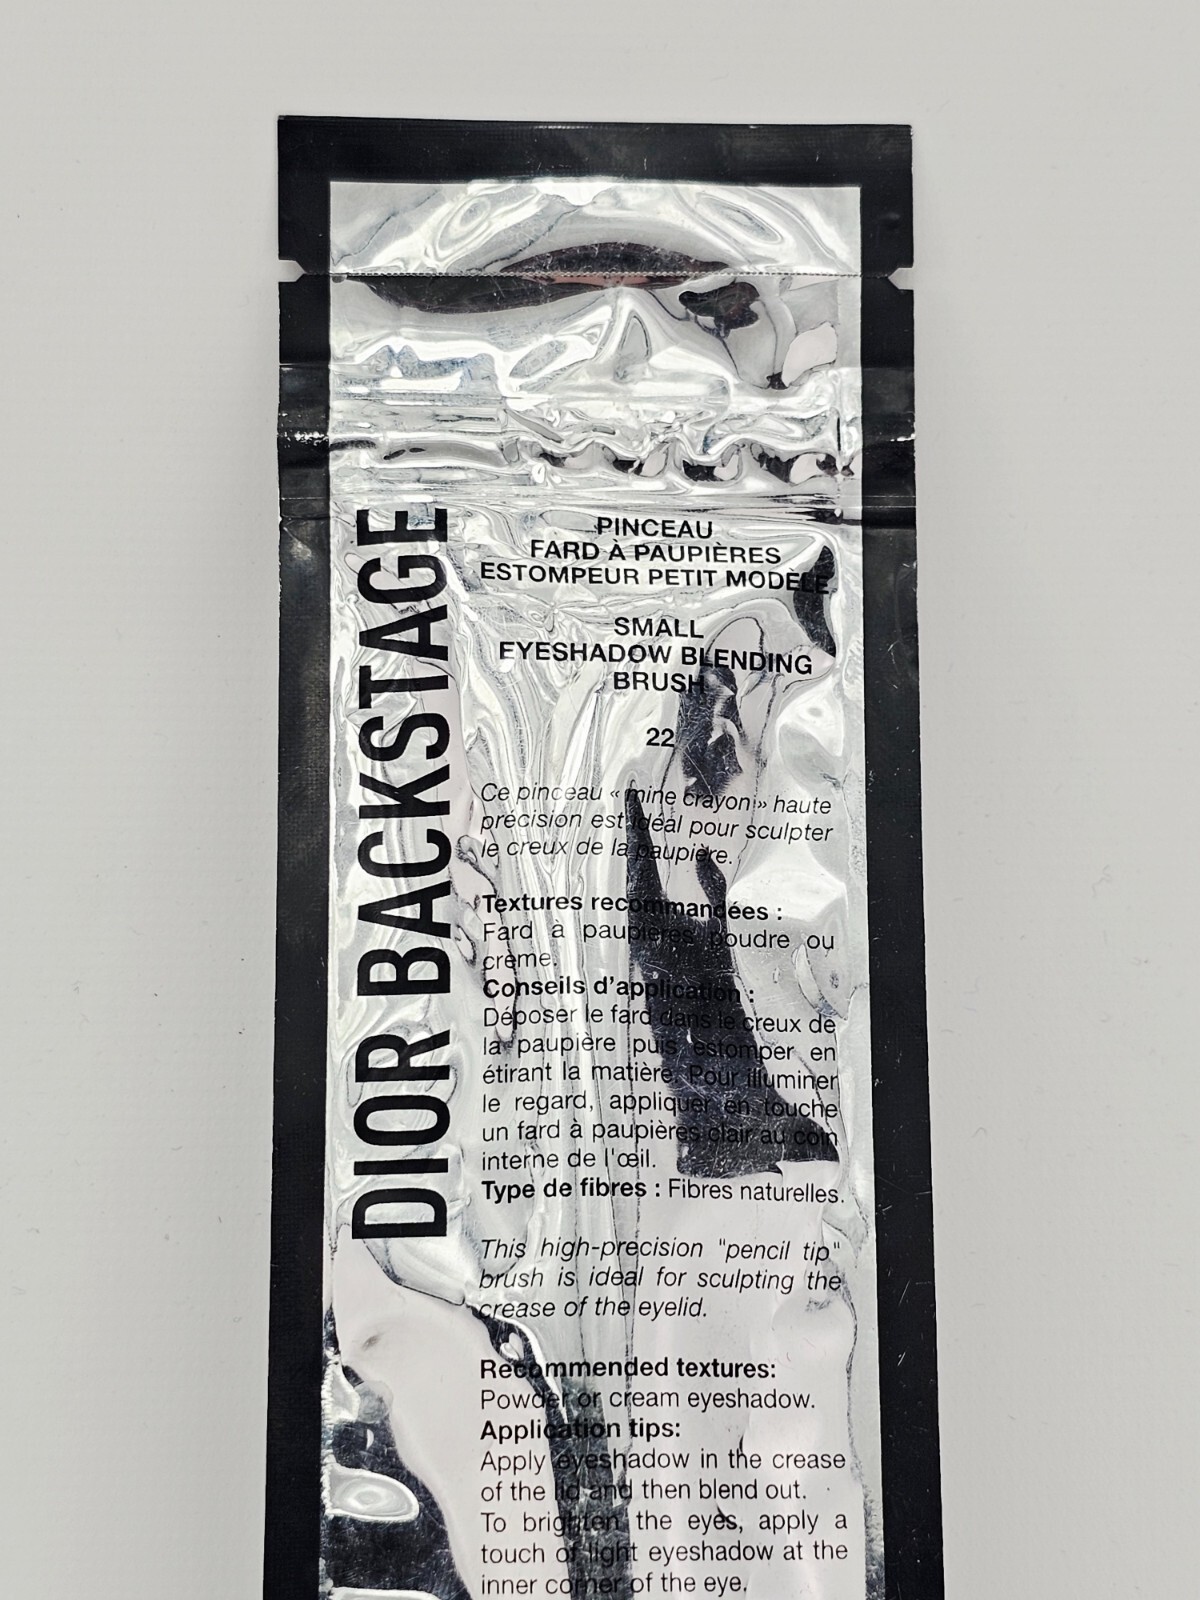 DIOR BACKSTAGE
PINCEAU
FARD À PAUPIÈRES
ESTOMPEUR PETIT MODÈLE
SMALL
EYESHADOW BLENDING
BRUSH
22
Ce pinceau « mine crayon » haute
précision est idéal pour sculpter
le creux de la paupière.
Textures recommandées :
Fard à paupières poudre ou
crème.
Conseils d'application :
Déposer le fard dans le creux de
la paupière puis estomper en
étirant la matière. Pour illuminer
le regard, appliquer en touche
un fard à paupières clair au coin
interne de l'œil.
Type de fibres : Fibres naturelles.
This high-precision "pencil tip"
brush is ideal for sculpting the
crease of the eyelid.
Recommended textures:
Powder or cream eyeshadow.
Application tips:
Apply eyeshadow in the crease
of the lid and then blend out.
To brighten the eyes, apply a
touch of light eyeshadow at the
inner corner of the eye.